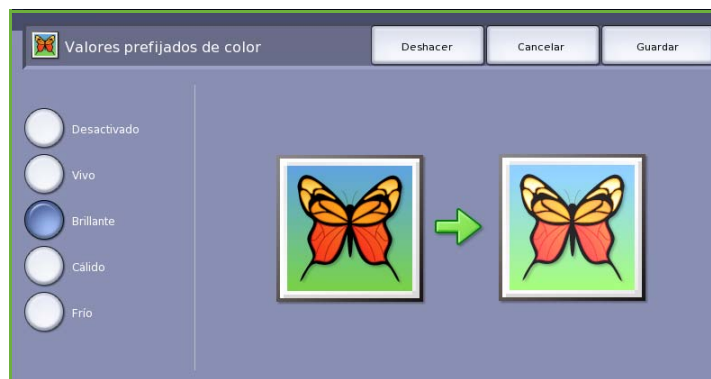 Valores prefijados de color
Deshacer
Cancelar
Guardar
Desactivado
Vivo
Brillante
Cálido
Frío